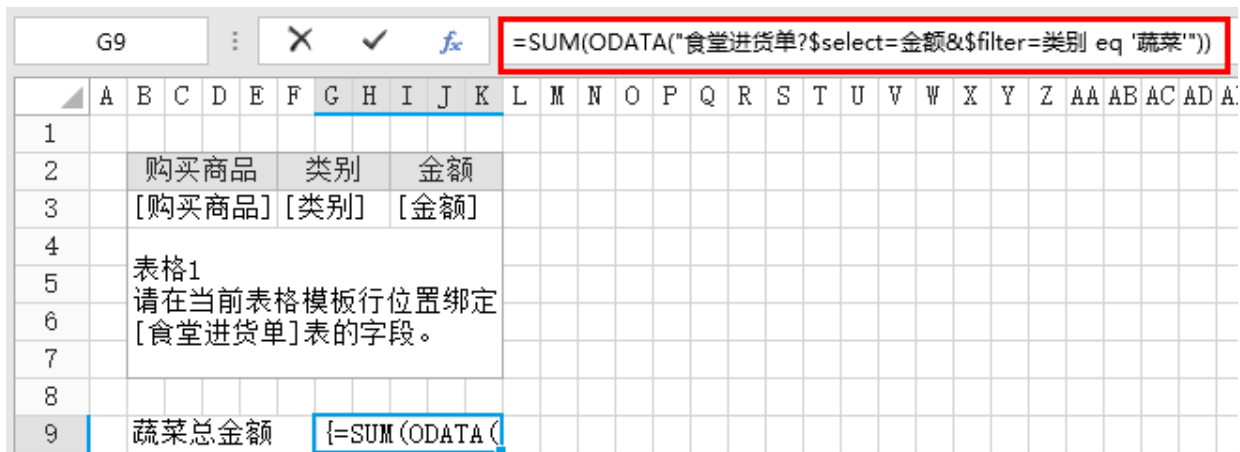 G9 fx =SUM(ODATA("食堂进货单?$select=金额&$filter=类别 eq '蔬菜'"))
A B C D E F G H I J K L M N O P Q R S T U V W X Y Z AA AB AC AD
1
2 购买商品 类别 金额
3 [购买商品] [类别] [金额]
4
表格1
5
请在当前表格模板行位置绑定
6
[食堂进货单]表的字段。
7
8
9 蔬菜总金额 {=SUM(ODATA(